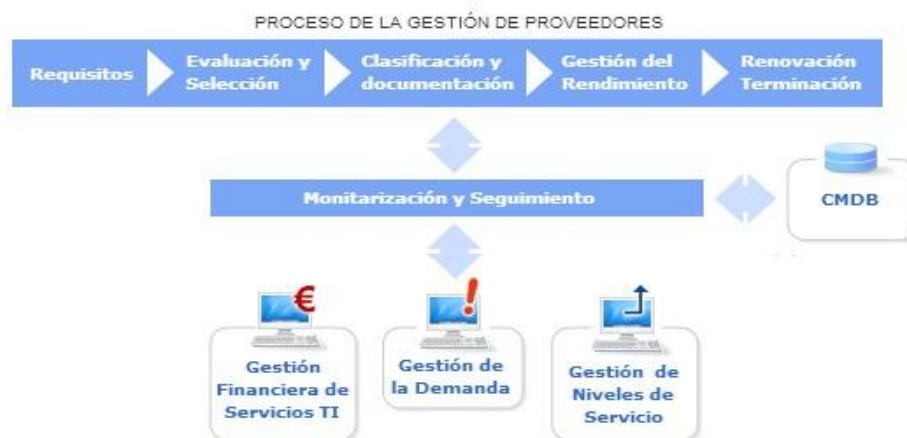 PROCESO DE LA GESTIÓN DE PROVEEDORES
Requisitos
Evaluación y
Selección
Clasificación y
documentación
Gestión del
Rendimiento
Renovación
Terminación
Monitarización y Seguimiento
CMDB
€
!
Gestión
Financiera de
Servicios TI
Gestión de
la Demanda
Gestión de
Niveles de
Servicio